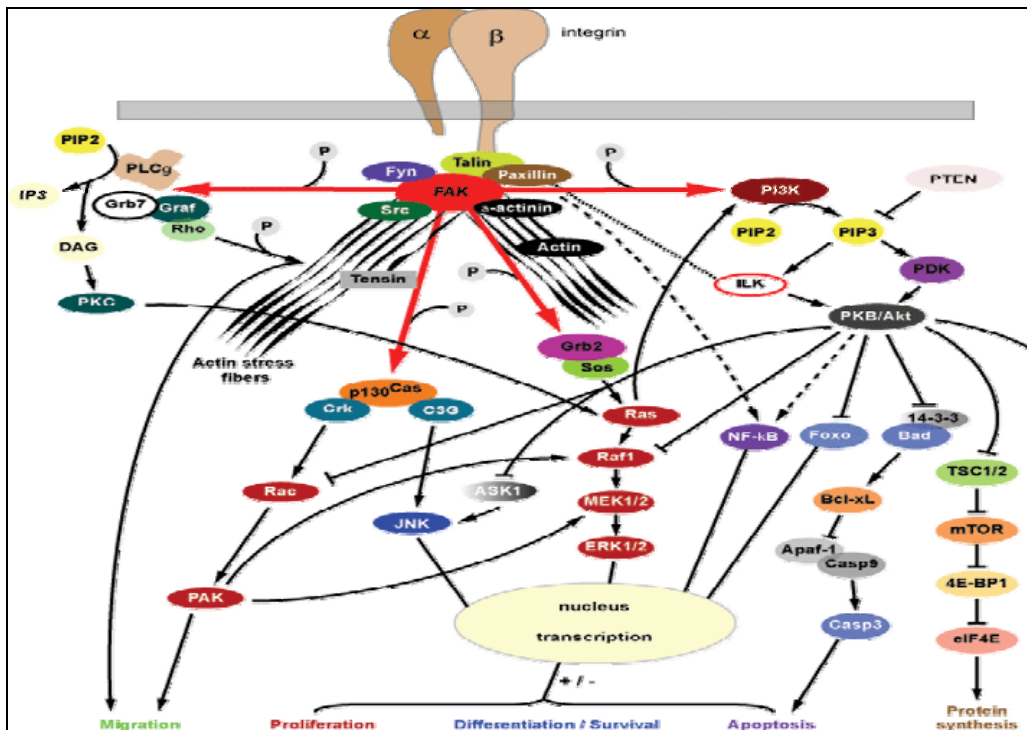 α
β
integrin
PIP2
PLCg
IP3
Grb7
Graf
Rho
DAG
PKC
P
P
P
P
P
Fyn
Talin
Paxillin
FAK
Src
a-actinin
Actin
Tensin
Actin stress
fibers
PI3K
PTEN
PIP2
PIP3
ILK
PDK
PKB/Akt
Grb2
Sos
p130Cas
Crk
C3G
Ras
NF-kB
Foxo
14-3-3
Bad
Raf1
TSC1/2
Rac
ASK1
MEK1/2
Bcl-xL
JNK
mTOR
ERK1/2
Apaf-1
Casp9
4E-BP1
PAK
nucleus
transcription
Casp3
eIF4E
+ / -
Migration
Proliferation
Differentiation / Survival
Apoptosis
Protein
synthesis